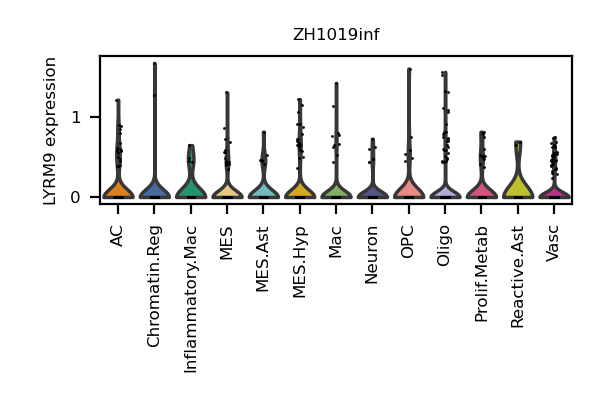 ZH1019inf
LYRM9 expression
1
0
AC
Chromatin.Reg
Inflammatory.Mac
MES
MES.Ast
MES.Hyp
Mac
Neuron
OPC
Oligo
Prolif.Metab
Reactive.Ast
Vasc